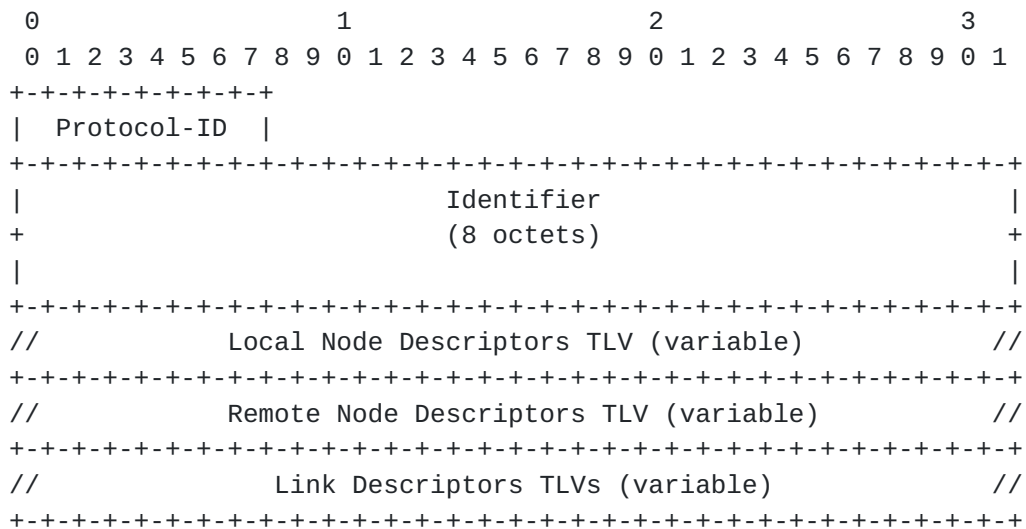 0                   1                   2                   3
 0 1 2 3 4 5 6 7 8 9 0 1 2 3 4 5 6 7 8 9 0 1 2 3 4 5 6 7 8 9 0 1
+-+-+-+-+-+-+-+-+
|  Protocol-ID  |
+-+-+-+-+-+-+-+-+-+-+-+-+-+-+-+-+-+-+-+-+-+-+-+-+-+-+-+-+-+-+-+-+
|                           Identifier                          |
+                           (8 octets)                          +
|                                                               |
+-+-+-+-+-+-+-+-+-+-+-+-+-+-+-+-+-+-+-+-+-+-+-+-+-+-+-+-+-+-+-+-+
//            Local Node Descriptors TLV (variable)            //
+-+-+-+-+-+-+-+-+-+-+-+-+-+-+-+-+-+-+-+-+-+-+-+-+-+-+-+-+-+-+-+-+
//            Remote Node Descriptors TLV (variable)           //
+-+-+-+-+-+-+-+-+-+-+-+-+-+-+-+-+-+-+-+-+-+-+-+-+-+-+-+-+-+-+-+-+
//               Link Descriptors TLVs (variable)              //
+-+-+-+-+-+-+-+-+-+-+-+-+-+-+-+-+-+-+-+-+-+-+-+-+-+-+-+-+-+-+-+-+